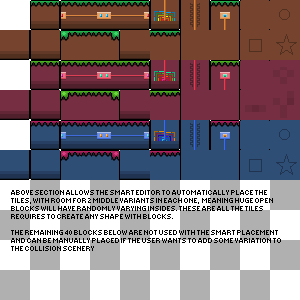 ABOVE SECTION ALLOWS THE SMART EDITOR TO AUTOMATICALLY PLACE THE
TILES, WITH ROOM FOR 2 MIDDLE VARIANTS IN EACH ONE, MEANING HUGE OPEN
BLOCKS WILL HAVE RANDOMLY VARYING INSIDES. THESE ARE ALL THE TILES
REQUIRES TO CREATE ANY SHAPE WITH BLOCKS.
THE REMAINING 40 BLOCKS BELOW ARE NOT USED WITH THE SMART PLACEMENT
AND CAN BE MANUALLY PLACED IF THE USER WANTS TO ADD SOME VARIATION TO
THE COLLISION SCENERY